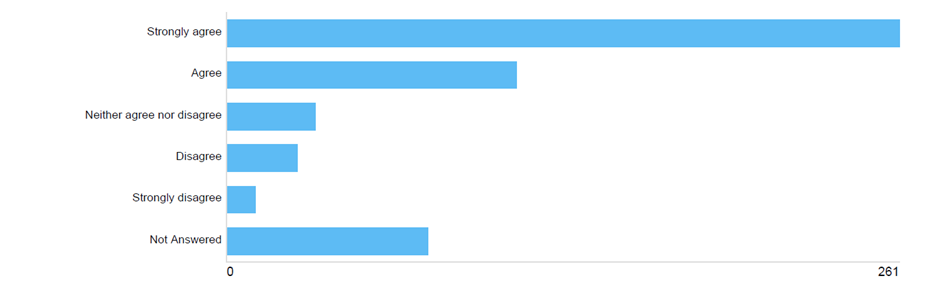 Strongly agree
Agree
Neither agree nor disagree
Disagree
Strongly disagree
Not Answered
0 261